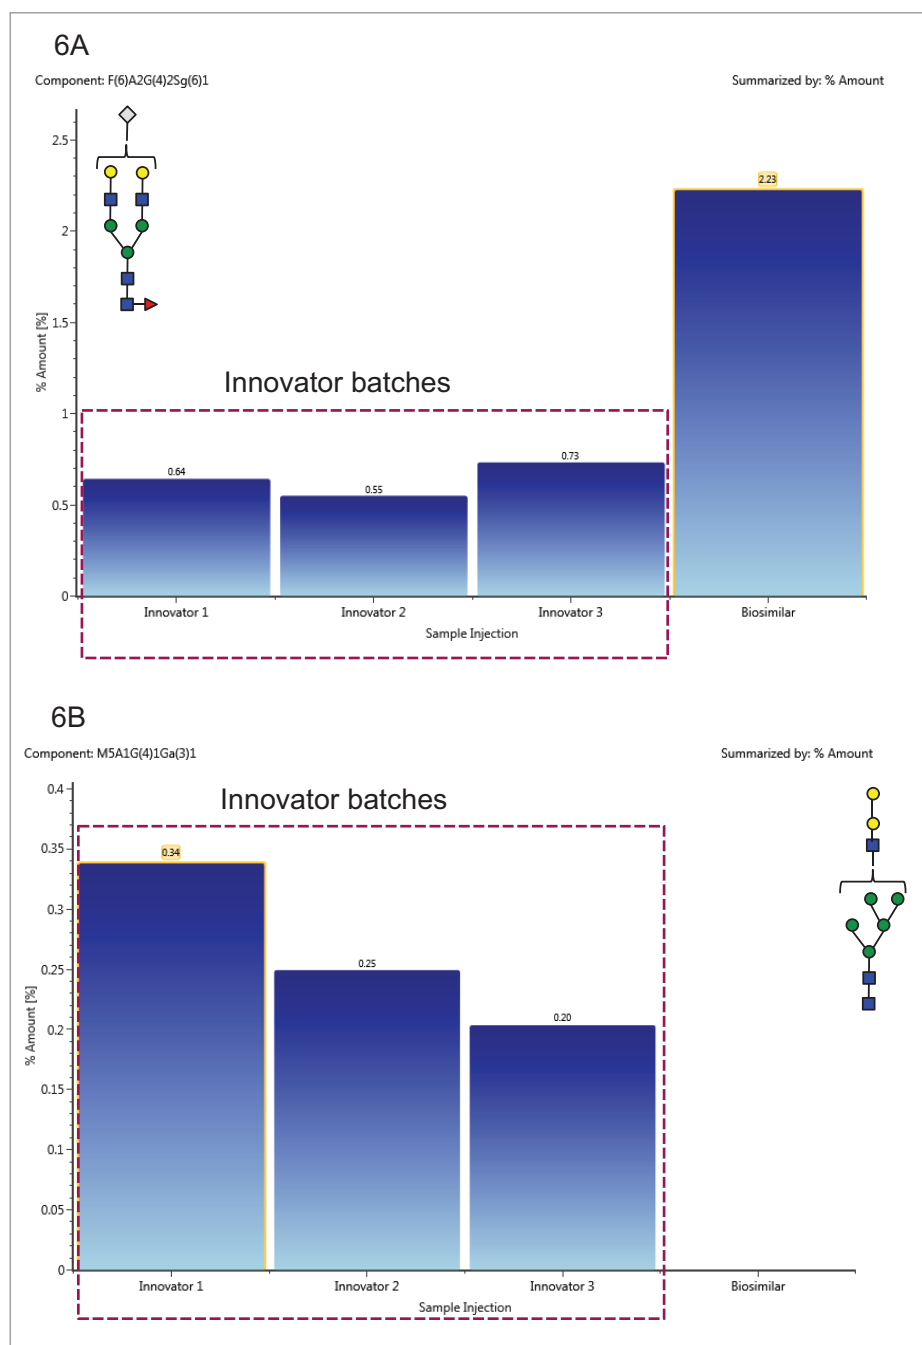 6A
Component: F(6)A2G(4)2Sg(6)1
Summarized by: % Amount
% Amount [%]
2.5
2
1.5
1
0.5
0
Innovator batches
0.64
0.55
0.73
2.23
Innovator 1
Innovator 2
Innovator 3
Biosimilar
Sample Injection
6B
Component: M5A1G(4)1Ga(3)1
Summarized by: % Amount
% Amount [%]
0.4
0.35
0.3
0.25
0.2
0.15
0.1
0.05
0
Innovator batches
0.34
0.25
0.20
Innovator 1
Innovator 2
Innovator 3
Biosimilar
Sample Injection